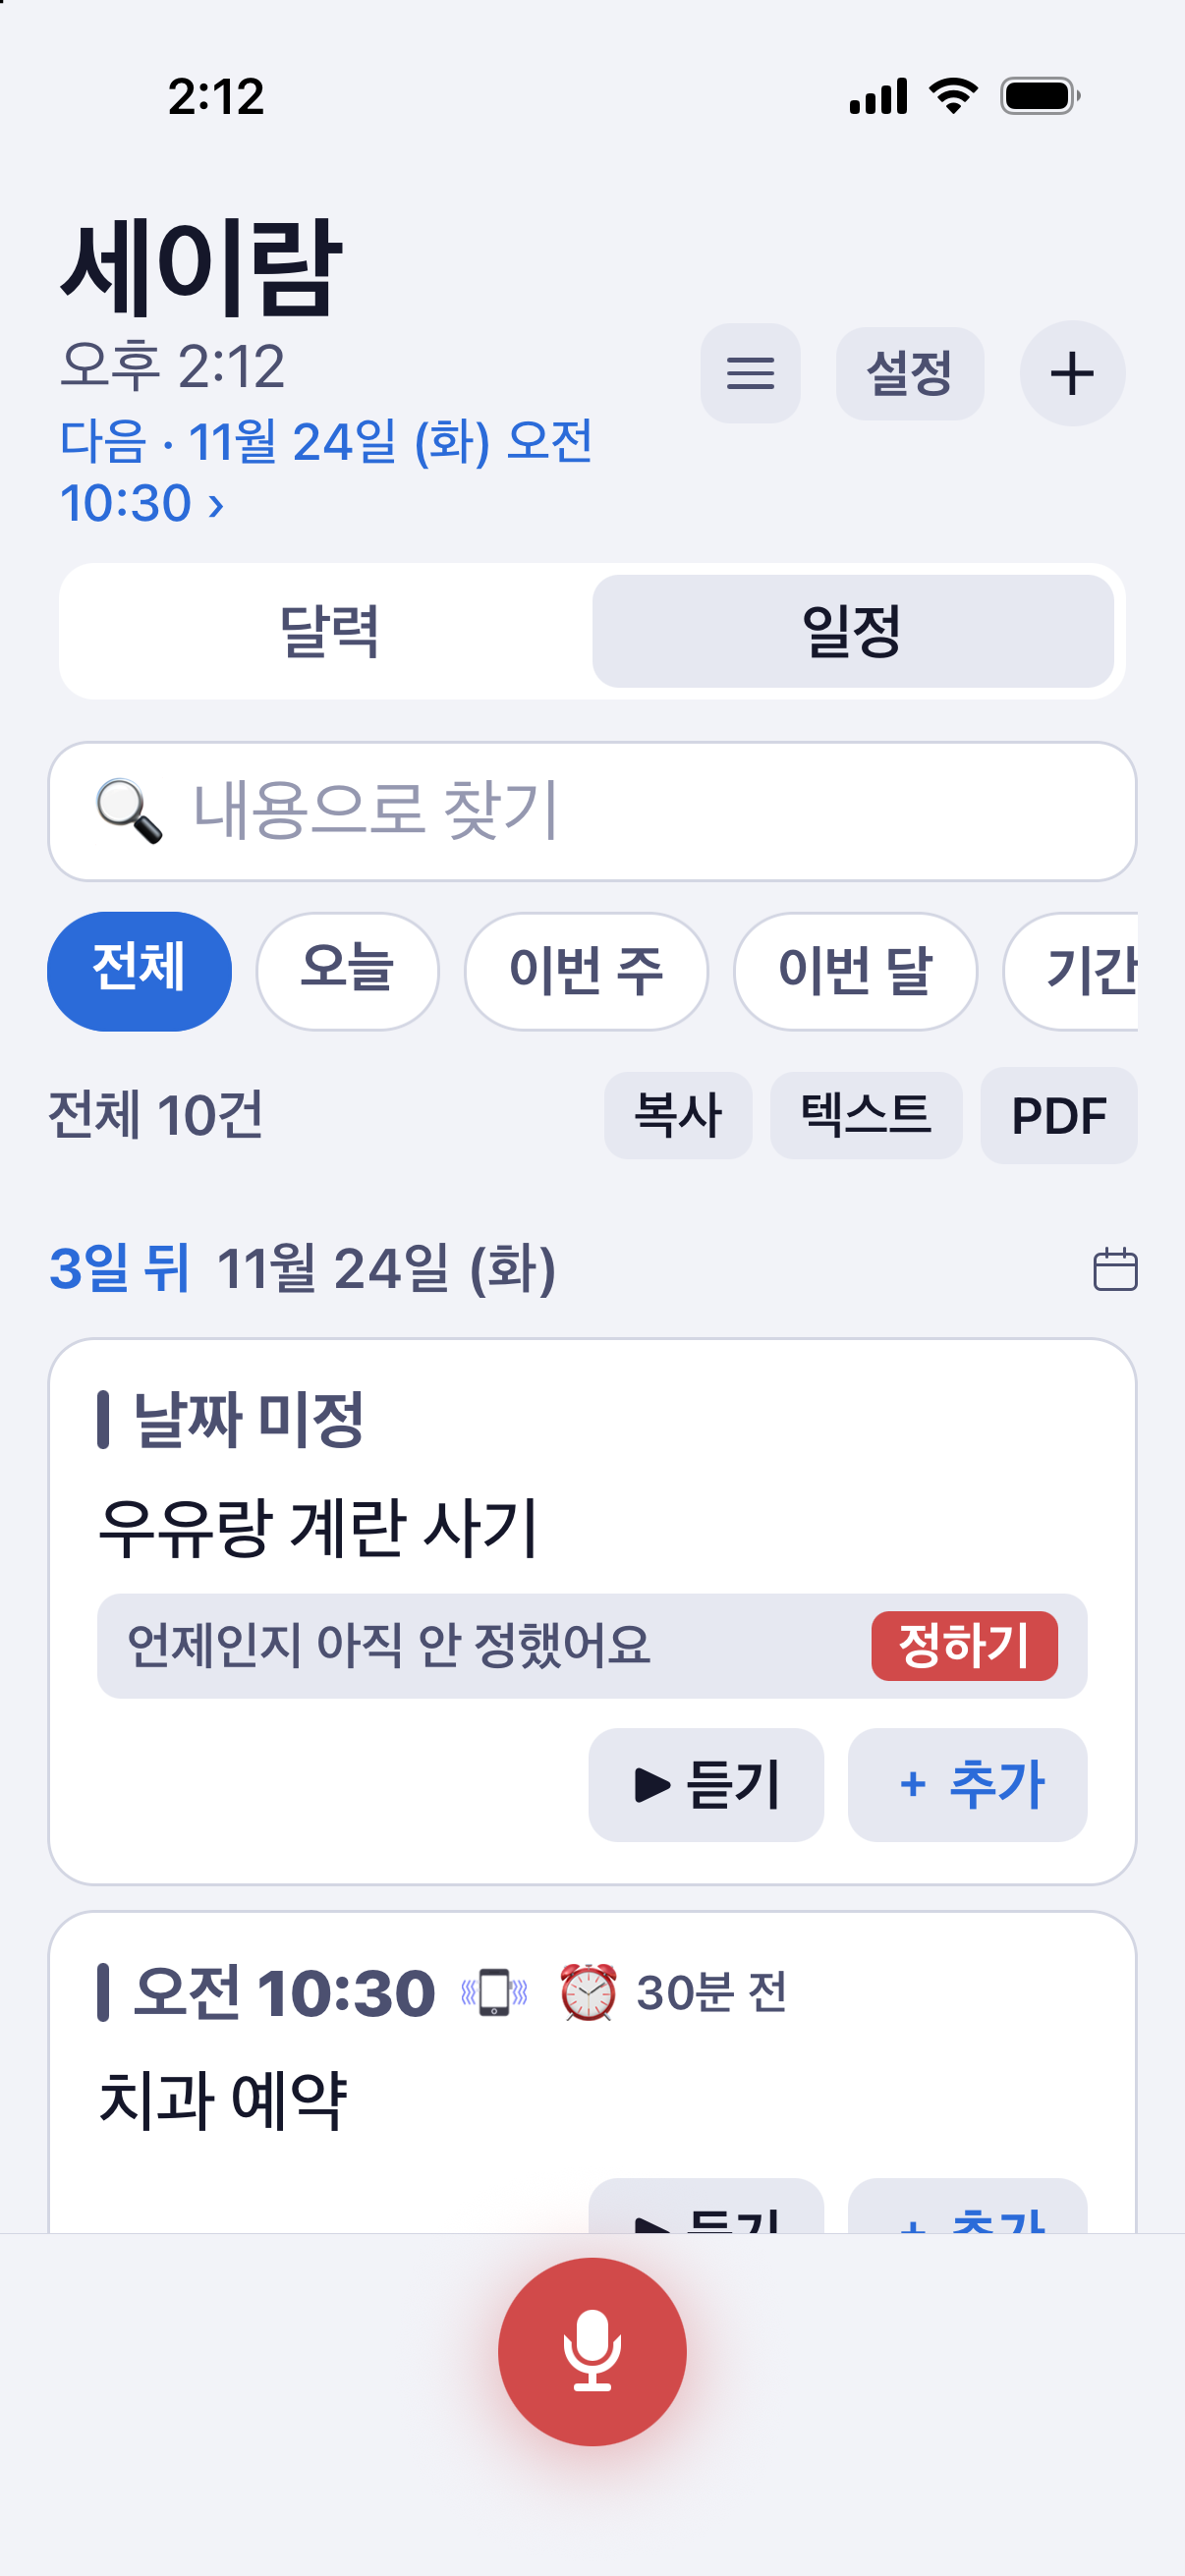 2:12
세이람
오후 2:12
다음 · 11월 24일 (화) 오전
10:30 ›
설정
달력
일정
내용으로 찾기
전체
오늘
이번 주
이번 달
기간
전체 10건
복사
텍스트
PDF
3일 뒤 11월 24일 (화)
날짜 미정
우유랑 계란 사기
언제인지 아직 안 정했어요
정하기
▶ 듣기
+ 추가
오전 10:30
30분 전
치과 예약
▶ 듣기
+ 추가